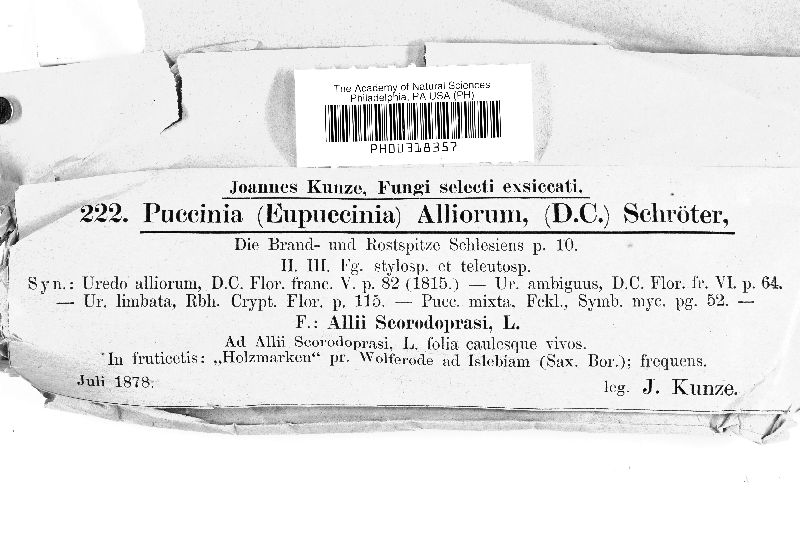 The Academy of Natural Sciences
Philadelphia, PA USA (PH)
PH00318357
Joannes Kunze, Fungi selecti exsiccati.
222. Puccinia (Eupuccinia) Alliorum, (D.C.) Schröter,
Die Brand- und Rostspitze Schlesiens p. 10.
II. III. Fg. stylosp. et teleutosp.
Syn.: Uredo alliorum, D.C. Flor. franc. V. p. 82 (1815.) — Ur. ambiguus, D.C. Flor. fr. VI. p. 64.
— Ur. limbata, Rbh. Crypt. Flor. p. 115. — Pucc. mixta, Fckl., Symb. myc. pg. 52. —
F.: Allii Scorodoprasi, L.
Ad Allii Scorodoprasi, L. folia caulesque vivos.
In fruticetis: „Holzmarken“ pr. Wolferode ad Islebiam (Sax. Bor.); frequens.
Juli 1878.
leg. J. Kunze.